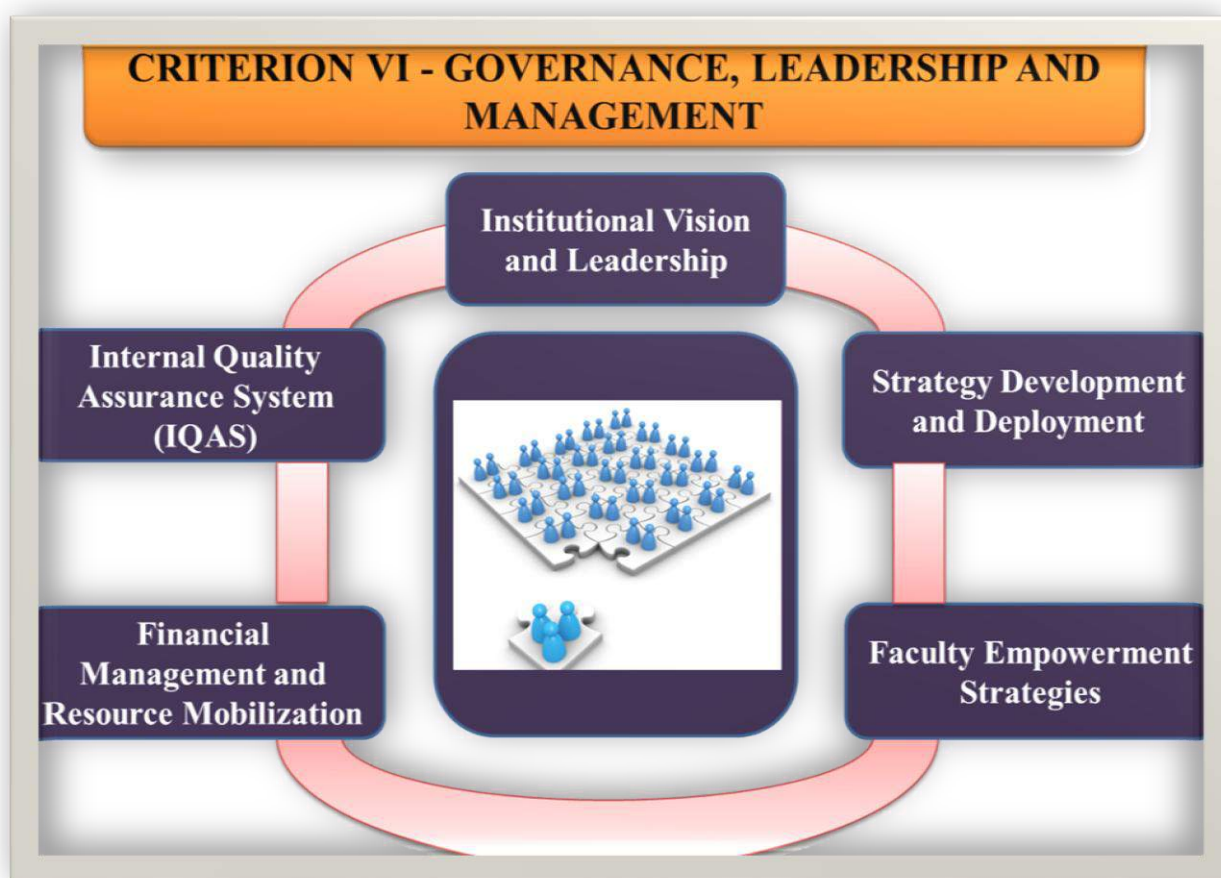 CRITERION VI - GOVERNANCE, LEADERSHIP AND
MANAGEMENT
Institutional Vision
and Leadership
Internal Quality
Assurance System
(IQAS)
Strategy Development
and Deployment
Financial
Management and
Resource Mobilization
Faculty Empowerment
Strategies